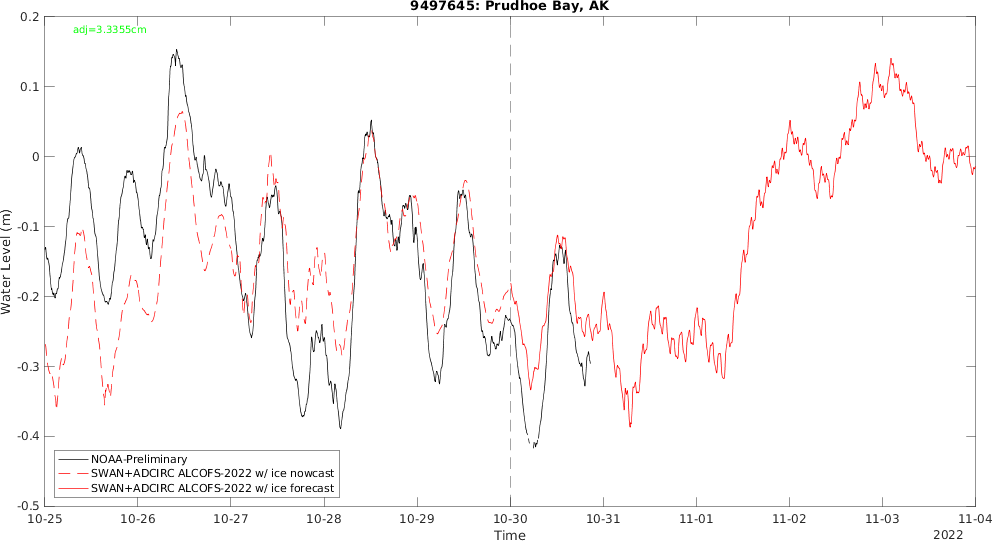 9497645: Prudhoe Bay, AK
adj=3.3355cm
0.2
0.1
0
-0.1
-0.2
-0.3
-0.4
-0.5
Water Level (m)
NOAA-Preliminary
SWAN+ADCIRC ALCOFS-2022 w/ ice nowcast
SWAN+ADCIRC ALCOFS-2022 w/ ice forecast
10-25 10-26 10-27 10-28 10-29 10-30 10-31 11-01 11-02 11-03 11-04
Time
2022